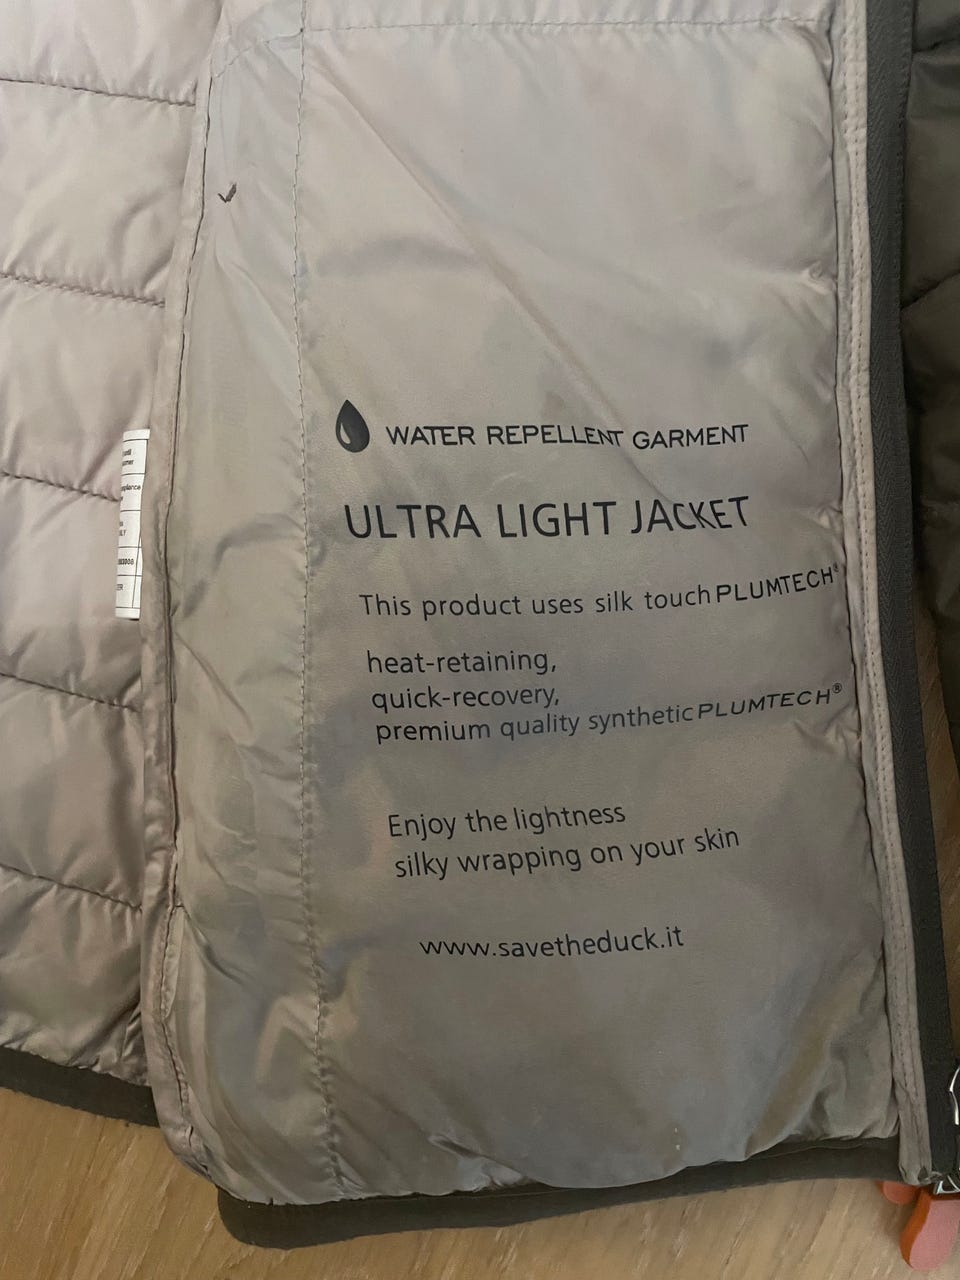 WATER REPELLENT GARMENT
ULTRA LIGHT JACKET
This product uses silk touch PLUMTECH®
heat-retaining,
quick-recovery,
premium quality synthetic PLUMTECH®
Enjoy the lightness
silky wrapping on your skin
www.savetheduck.it